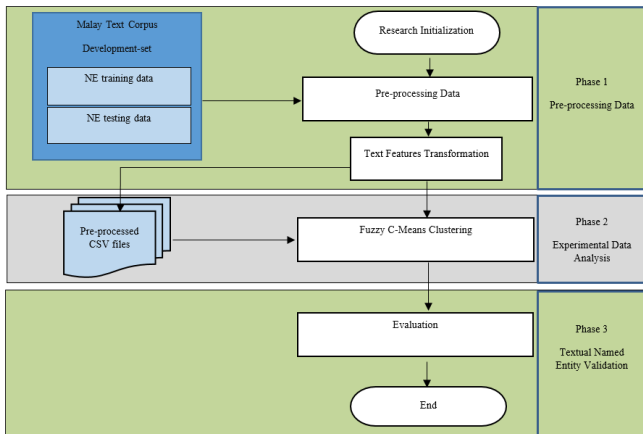 Malay Text Corpus
Development-set
NE training data
NE testing data
Research Initialization
Pre-processing Data
Text Features Transformation
Phase 1
Pre-processing Data
Pre-processed
CSV files
Fuzzy C-Means Clustering
Phase 2
Experimental Data
Analysis
Evaluation
End
Phase 3
Textual Named
Entity Validation